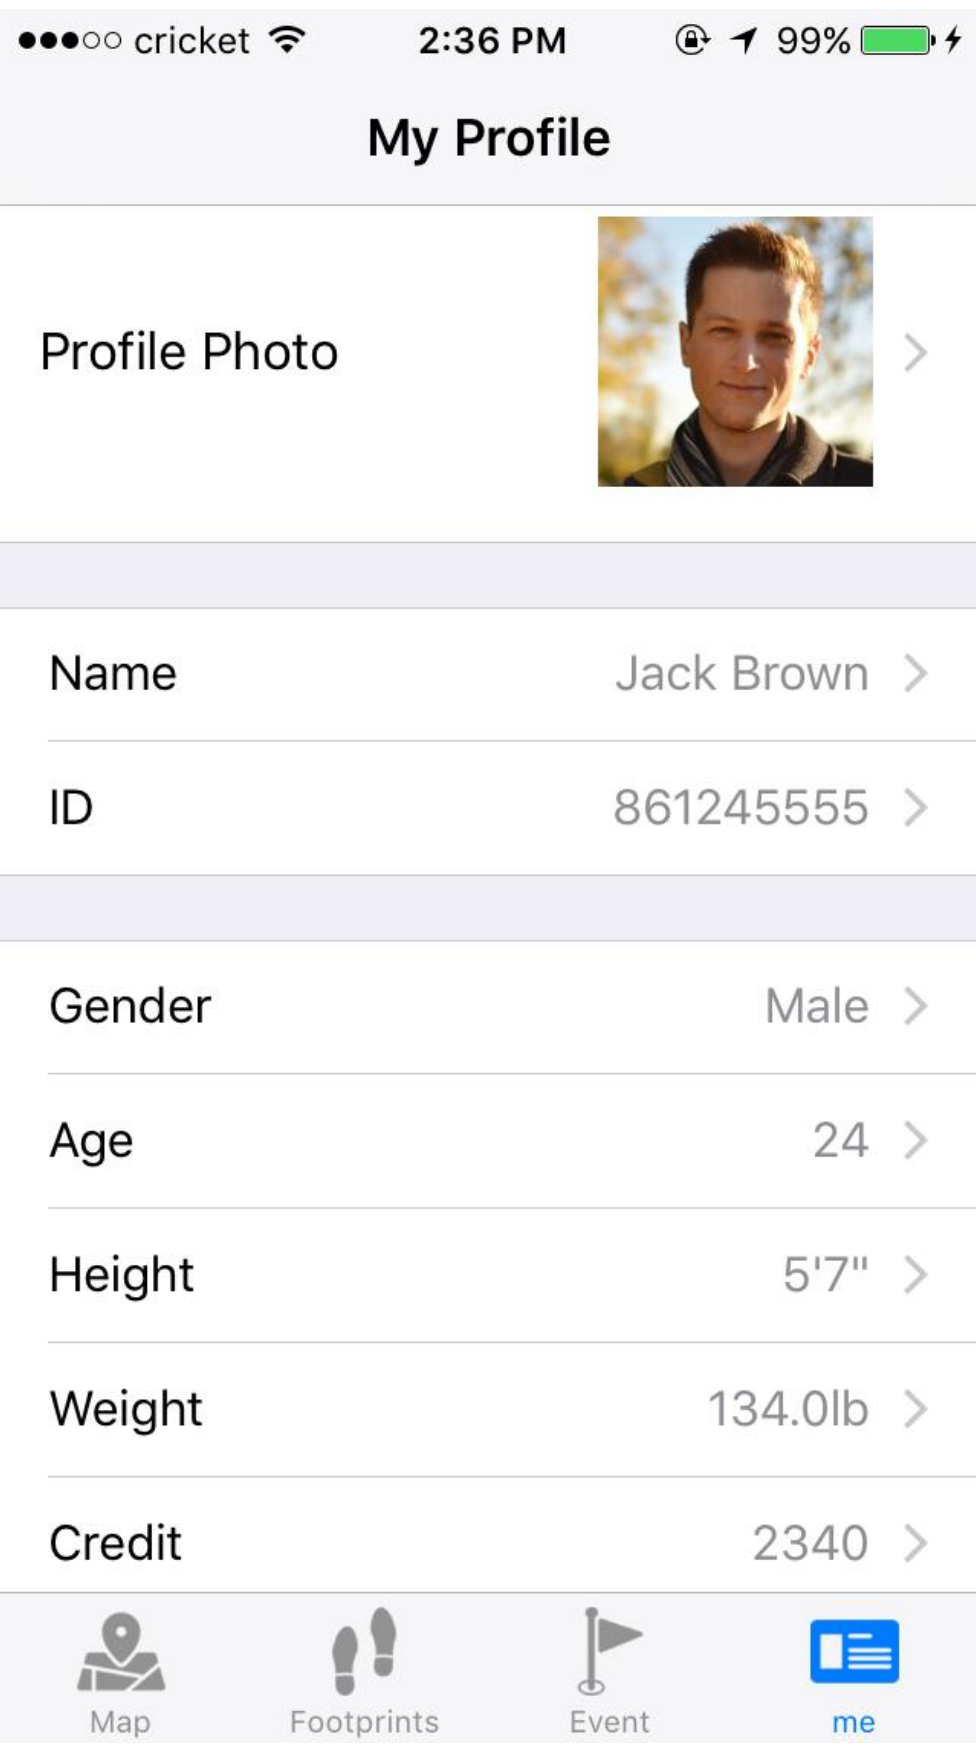 cricket 2:36 PM 99%
My Profile
Profile Photo
Name Jack Brown
ID 861245555
Gender Male
Age 24
Height 5'7"
Weight 134.0lb
Credit 2340
Map Footprints Event me